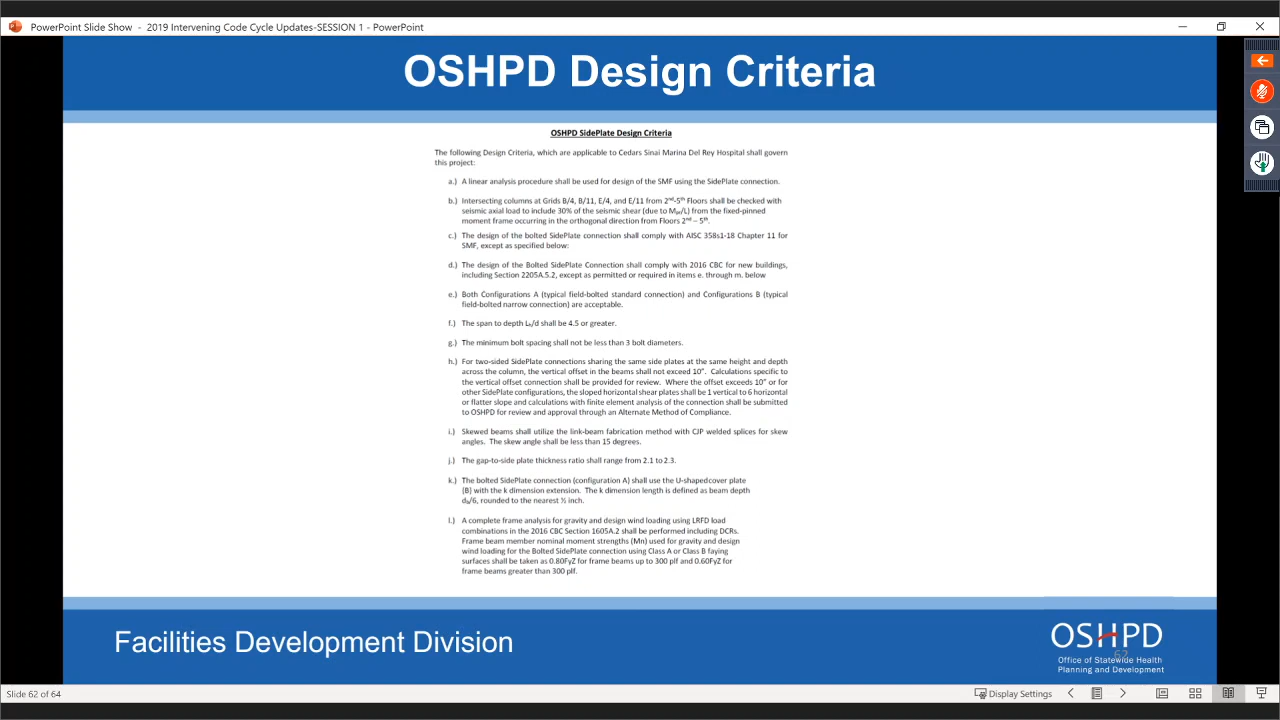 PowerPoint Slide Show - 2019 Intervening Code Cycle Updates-SESSION 1 - PowerPoint
OSHPD Design Criteria
OSHPD SidePlate Design Criteria
The following Design Criteria, which are applicable to Cedars Sinai Marina Del Rey Hospital shall govern
this project:
a.) A linear analysis procedure shall be used for design of the SMF using the SidePlate connection.
b.) Intersecting columns at Grids B/4, B/11, E/4, and E/11 from 2nd-5th Floors shall be checked with
seismic axial load to include 30% of the seismic shear (due to Mpr/L) from the fixed-pinned
moment frame occurring in the orthogonal direction from Floors 2nd – 5th.
c.) The design of the bolted SidePlate connection shall comply with AISC 358s1-18 Chapter 11 for
SMF, except as specified below:
d.) The design of the Bolted SidePlate Connection shall comply with 2016 CBC for new buildings,
including Section 2205A.5.2, except as permitted or required in items e. through m. below
e.) Both Configurations A (typical field-bolted standard connection) and Configurations B (typical
field-bolted narrow connection) are acceptable.
f.) The span to depth Lh/d shall be 4.5 or greater.
g.) The minimum bolt spacing shall not be less than 3 bolt diameters.
h.) For two-sided SidePlate connections sharing the same side plates at the same height and depth
across the column, the vertical offset in the beams shall not exceed 10". Calculations specific to
the vertical offset connection shall be provided for review. Where the offset exceeds 10" or for
other SidePlate configurations, the sloped horizontal shear plates shall be 1 vertical to 6 horizontal
or flatter slope and calculations with finite element analysis of the connection shall be submitted
to OSHPD for review and approval through an Alternate Method of Compliance.
i.) Skewed beams shall utilize the link-beam fabrication method with CJP welded splices for skew
angles. The skew angle shall be less than 15 degrees.
j.) The gap-to-side plate thickness ratio shall range from 2.1 to 2.3.
k.) The bolted SidePlate connection (configuration A) shall use the U-shaped cover plate
{B} with the k dimension extension. The k dimension length is defined as beam depth
db/6, rounded to the nearest ½ inch.
l.) A complete frame analysis for gravity and design wind loading using LRFD load
combinations in the 2016 CBC Section 1605A.2 shall be performed including DCRs.
Frame beam member nominal moment strengths (Mn) used for gravity and design
wind loading for the Bolted SidePlate connection using Class A or Class B faying
surfaces shall be taken as 0.80FyZ for frame beams up to 300 plf and 0.60FyZ for
frame beams greater than 300 plf.
Facilities Development Division
OSHPD
62
Office of Statewide Health
Planning and Development
Slide 62 of 64
Display Settings